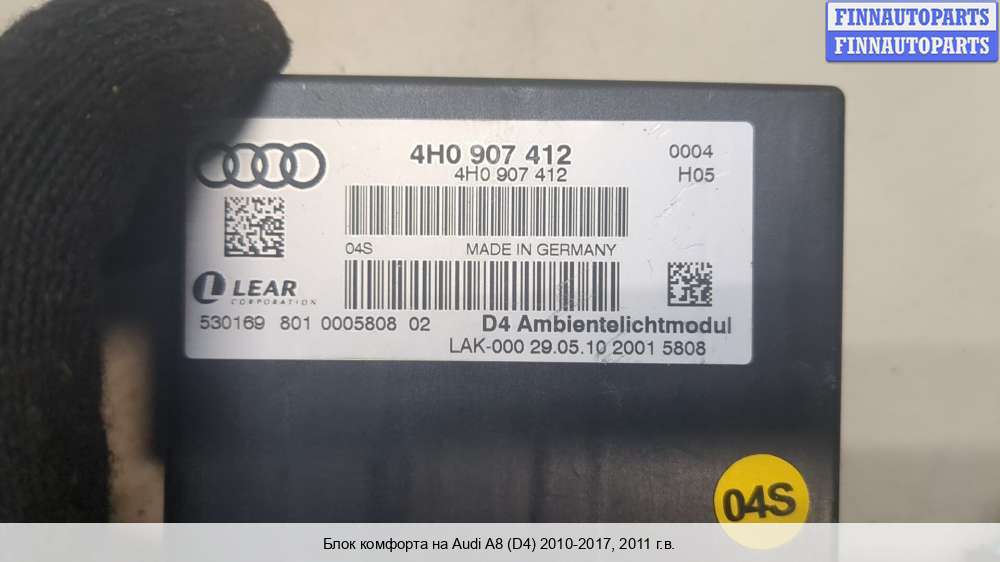 FINNAUTOPARTS
FINNAUTOPARTS
4H0 907 412
4H0 907 412
0004
H05
04S
MADE IN GERMANY
LEAR
CORPORATION
530169 801 0005808 02
D4 Ambientelichtmodul
LAK-000 29.05.10 2001 5808
04S
Блок комфорта на Audi A8 (D4) 2010-2017, 2011 г.в.